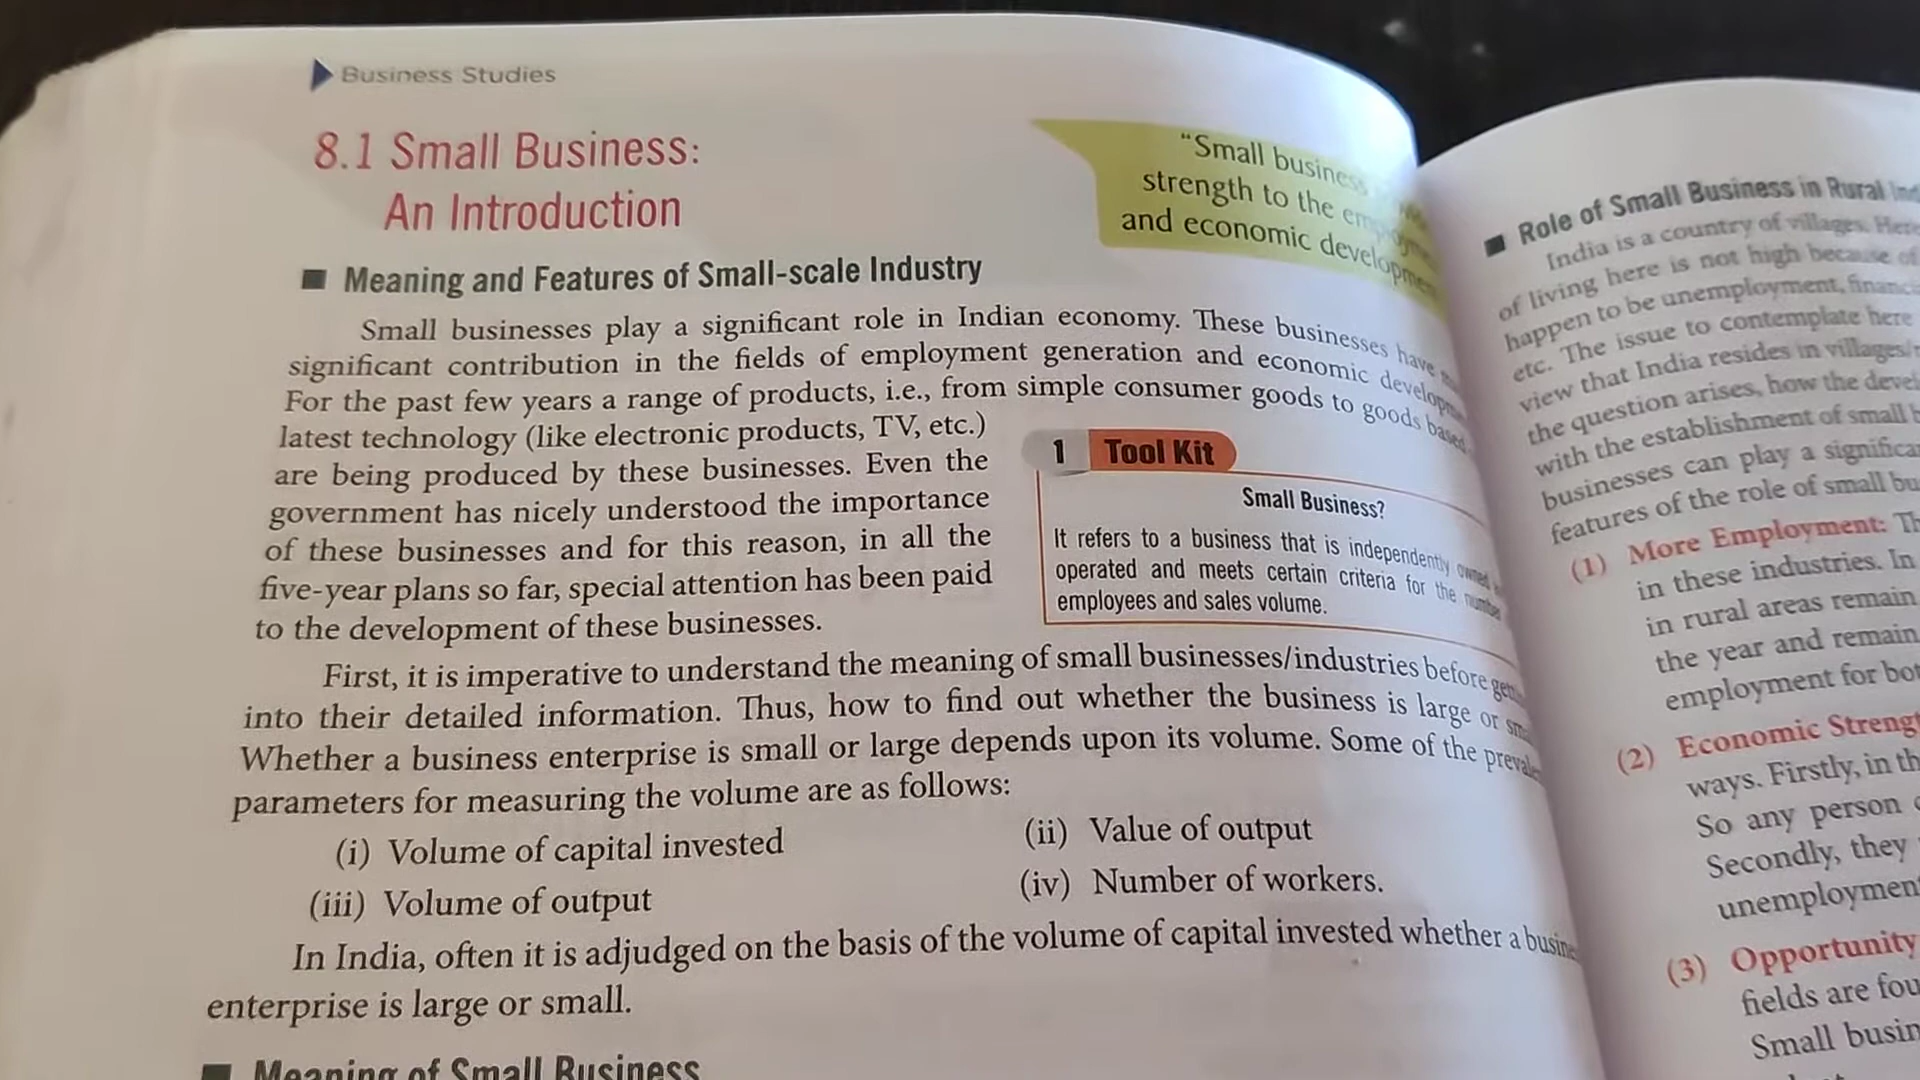 Business Studies
8.1 Small Business:
An Introduction
"Small business
strength to the
and economic development
■ Meaning and Features of Small-scale Industry
Small businesses play a significant role in Indian economy. These businesses have
significant contribution in the fields of employment generation and economic
For the past few years a range of products, i.e., from simple consumer goods to goods based
latest technology (like electronic products, TV, etc.)
are being produced by these businesses. Even the
government has nicely understood the importance
of these businesses and for this reason, in all the
five-year plans so far, special attention has been paid
to the development of these businesses.
1 Tool Kit
Small Business?
It refers to a business that is independently owned
operated and meets certain criteria for the number
employees and sales volume.
First, it is imperative to understand the meaning of small businesses/industries before
into their detailed information. Thus, how to find out whether the business is large or
Whether a business enterprise is small or large depends upon its volume. Some of the
parameters for measuring the volume are as follows:
(i) Volume of capital invested (ii) Value of output
(iii) Volume of output (iv) Number of workers.
In India, often it is adjudged on the basis of the volume of capital invested whether a
enterprise is large or small.
■ Meaning of Small Business
■ Role of Small Business in Rural
India is a country of villages. Here
of living here is not high because of
happen to be unemployment,
etc. The issue to contemplate here
view that India resides in
the question arises, how the
with the establishment of small
businesses can play a
features of the role of small
(1) More Employment:
in these industries. In
in rural areas remain
the year and remain
employment for
(2) Economic
ways. Firstly, in
So any person
Secondly, they
(3) Opportunity
fields are
Small